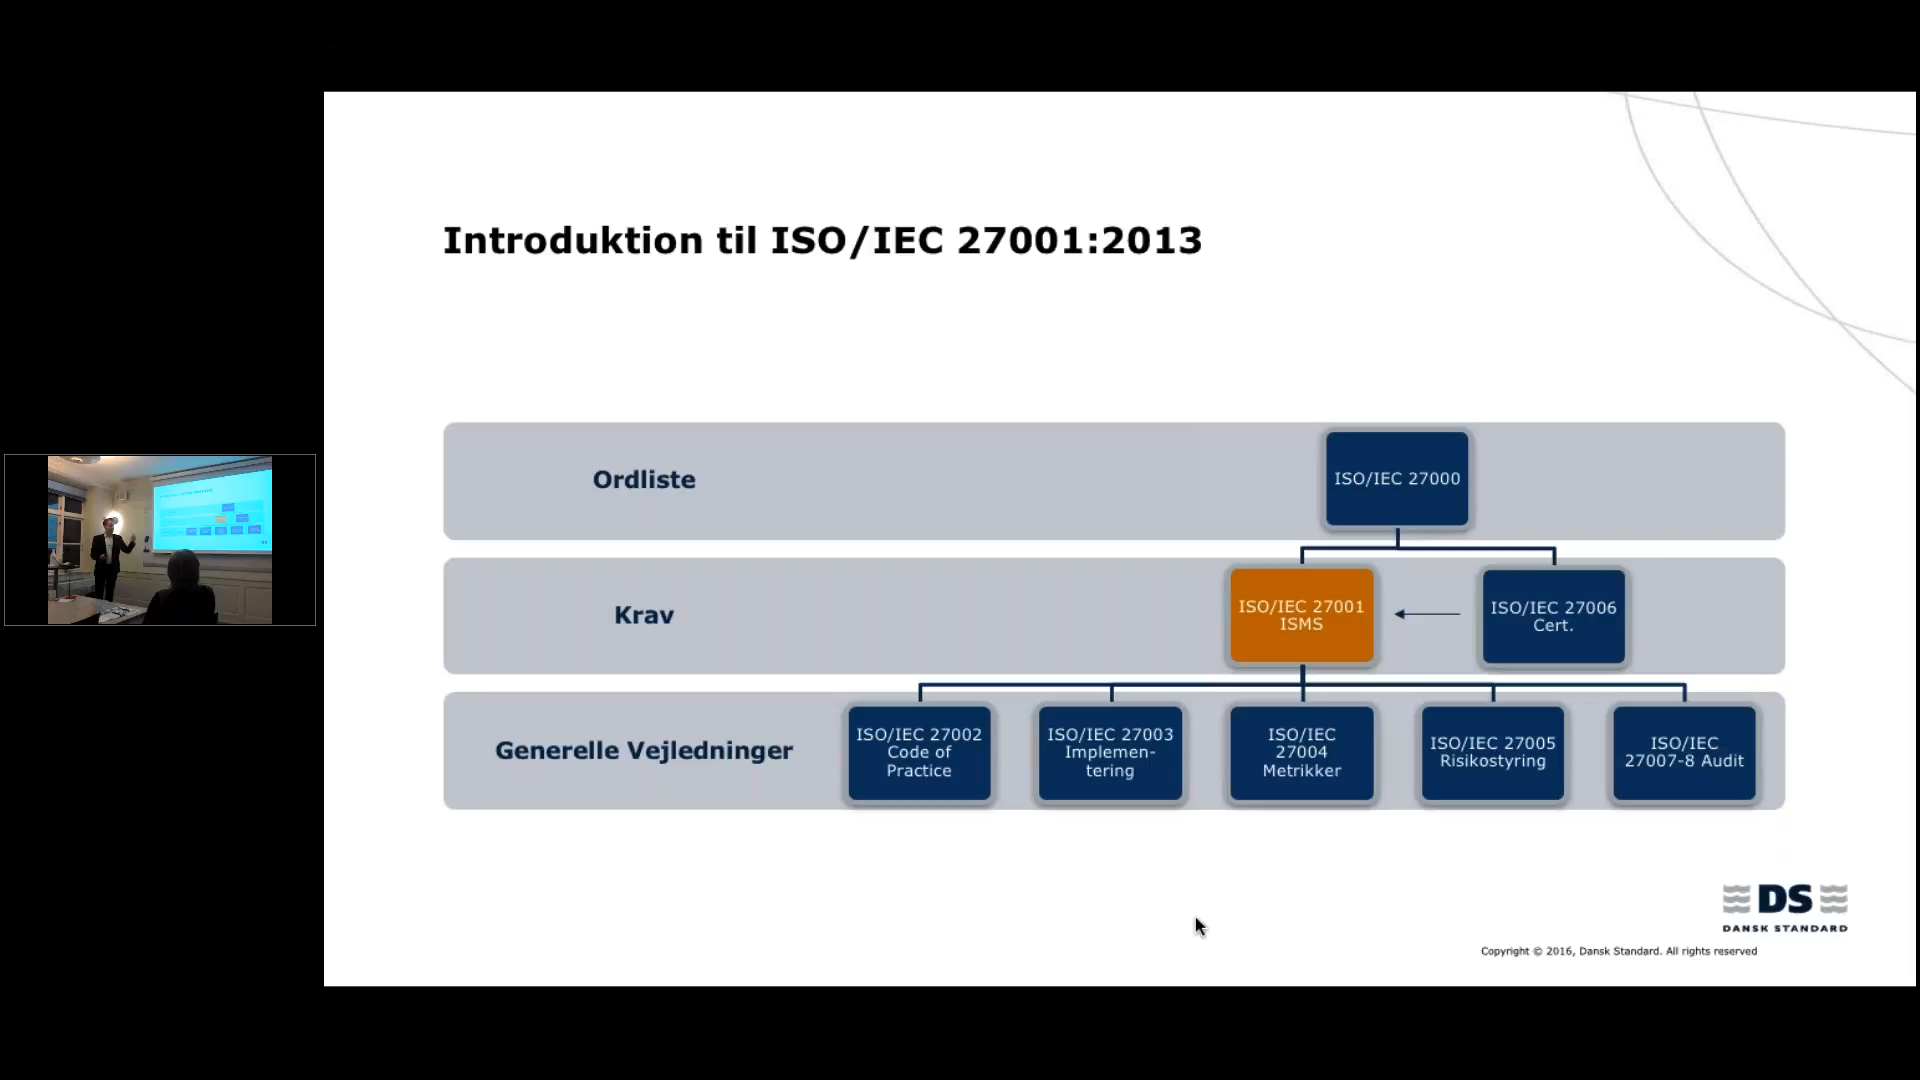 Introduktion til ISO/IEC 27001:2013
Ordliste
ISO/IEC 27000
Krav
ISO/IEC 27001
ISMS
ISO/IEC 27006
Cert.
Generelle Vejledninger
ISO/IEC 27002
Code of
Practice
ISO/IEC 27003
Implemen-
tering
ISO/IEC
27004
Metrikker
ISO/IEC 27005
Risikostyring
ISO/IEC
27007-8 Audit
DS
DANSK STANDARD
Copyright © 2016, Dansk Standard. All rights reserved